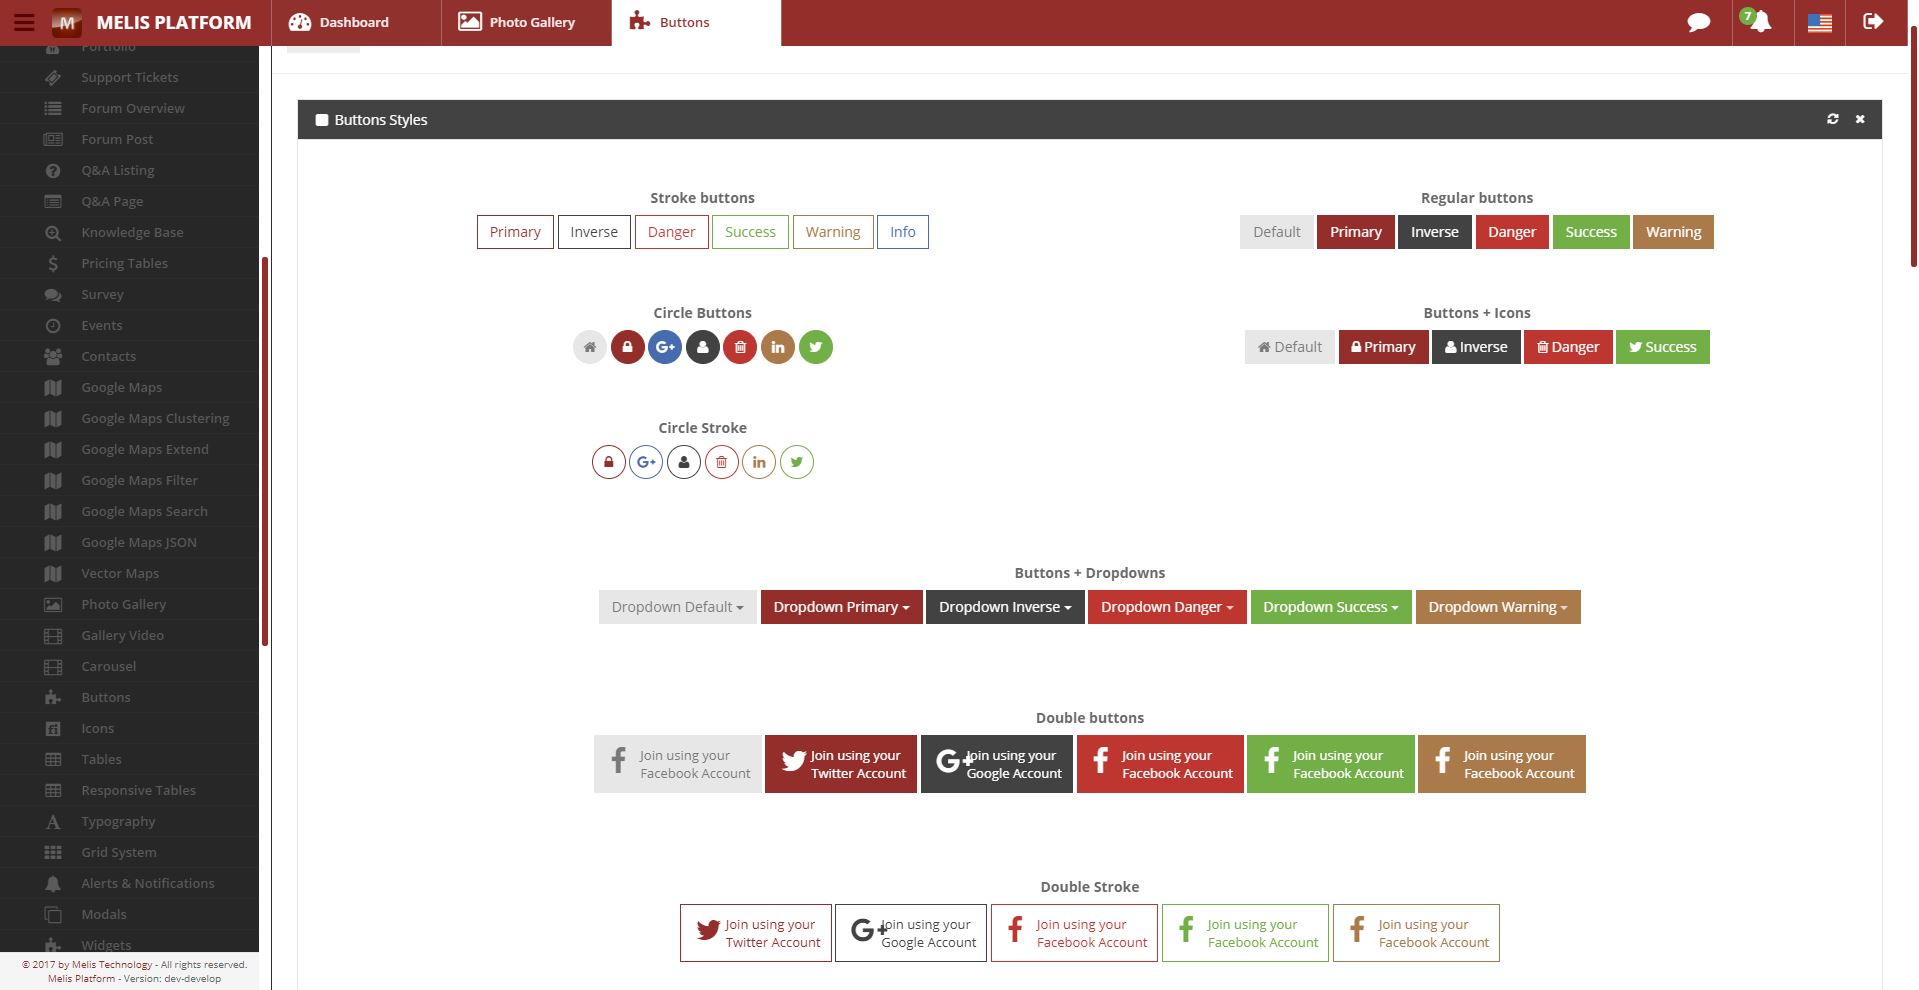 MELIS PLATFORM
Dashboard
Photo Gallery
Buttons
7
Portfolio
Support Tickets
Forum Overview
Forum Post
Q&A Listing
Q&A Page
Knowledge Base
Pricing Tables
Survey
Events
Contacts
Google Maps
Google Maps Clustering
Google Maps Extend
Google Maps Filter
Google Maps Search
Google Maps JSON
Vector Maps
Photo Gallery
Gallery Video
Carousel
Buttons
Icons
Tables
Responsive Tables
Typography
Grid System
Alerts & Notifications
Modals
Widgets
© 2017 by Melis Technology - All rights reserved.
Melis Platform - Version: dev-develop
Buttons Styles
Stroke buttons
Primary Inverse Danger Success Warning Info
Regular buttons
Default Primary Inverse Danger Success Warning
Circle Buttons
Buttons + Icons
Default Primary Inverse Danger Success
Circle Stroke
Buttons + Dropdowns
Dropdown Default Dropdown Primary Dropdown Inverse Dropdown Danger Dropdown Success Dropdown Warning
Double buttons
Join using your
Facebook Account
Join using your
Twitter Account
Join using your
Google Account
Join using your
Facebook Account
Join using your
Facebook Account
Join using your
Facebook Account
Double Stroke
Join using your
Twitter Account
Join using your
Google Account
Join using your
Facebook Account
Join using your
Facebook Account
Join using your
Facebook Account